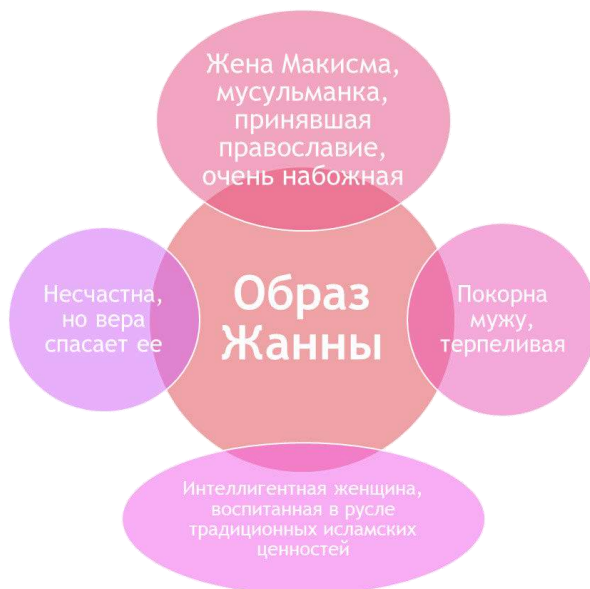 Жена Макисма,
мусульманка,
принявшая
православие,
очень набожная
Несчастна,
но вера
спасает ее
Образ
Жанны
Покорна
мужу,
терпеливая
Интеллигентная женщина,
воспитанная в русле
традиционных исламских
ценностей